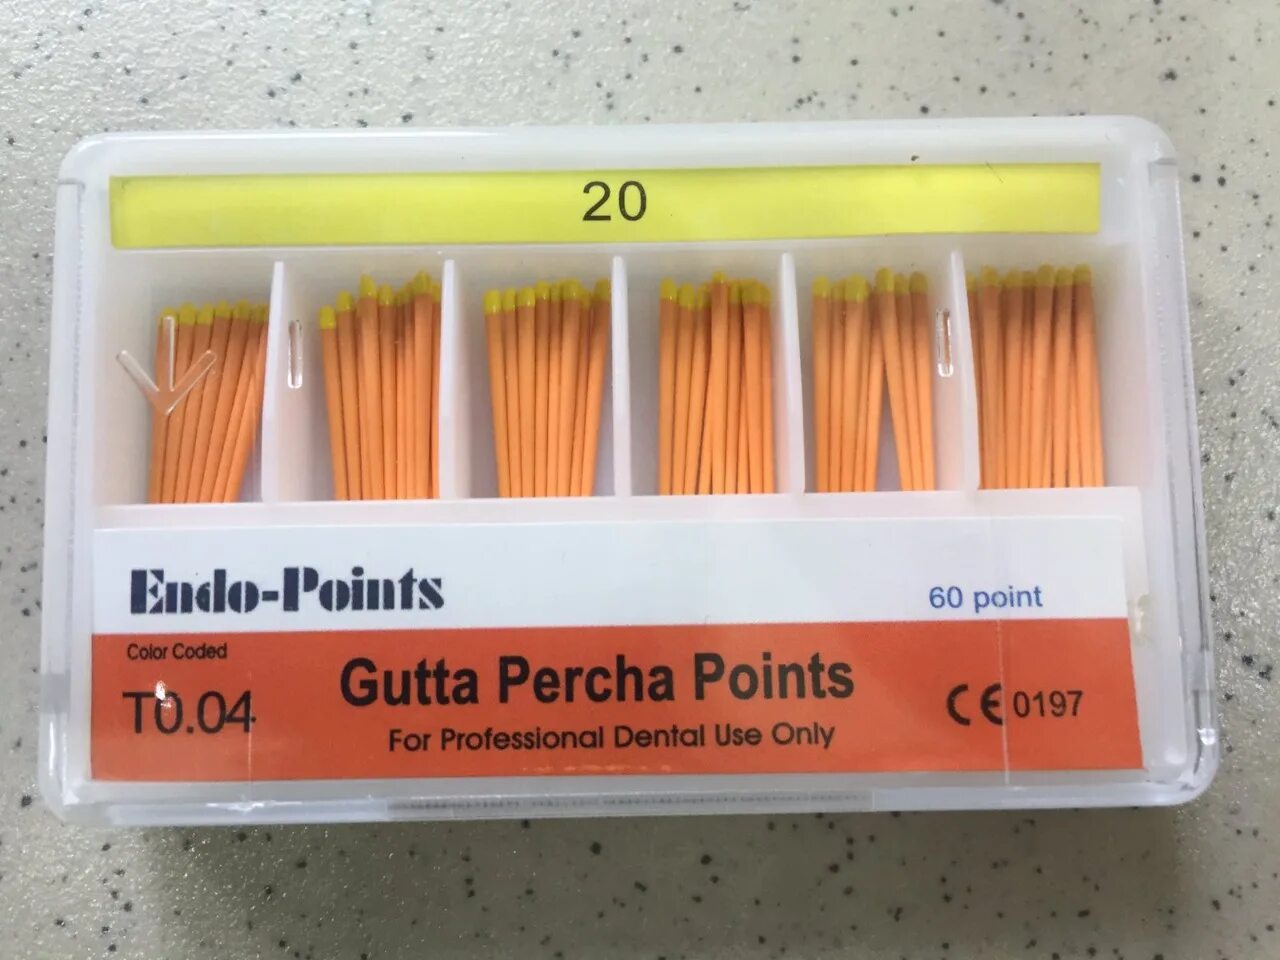 20
Endo-Points
60 point
Color Coded
T0.04
Gutta Percha Points
For Professional Dental Use Only
CE 0197